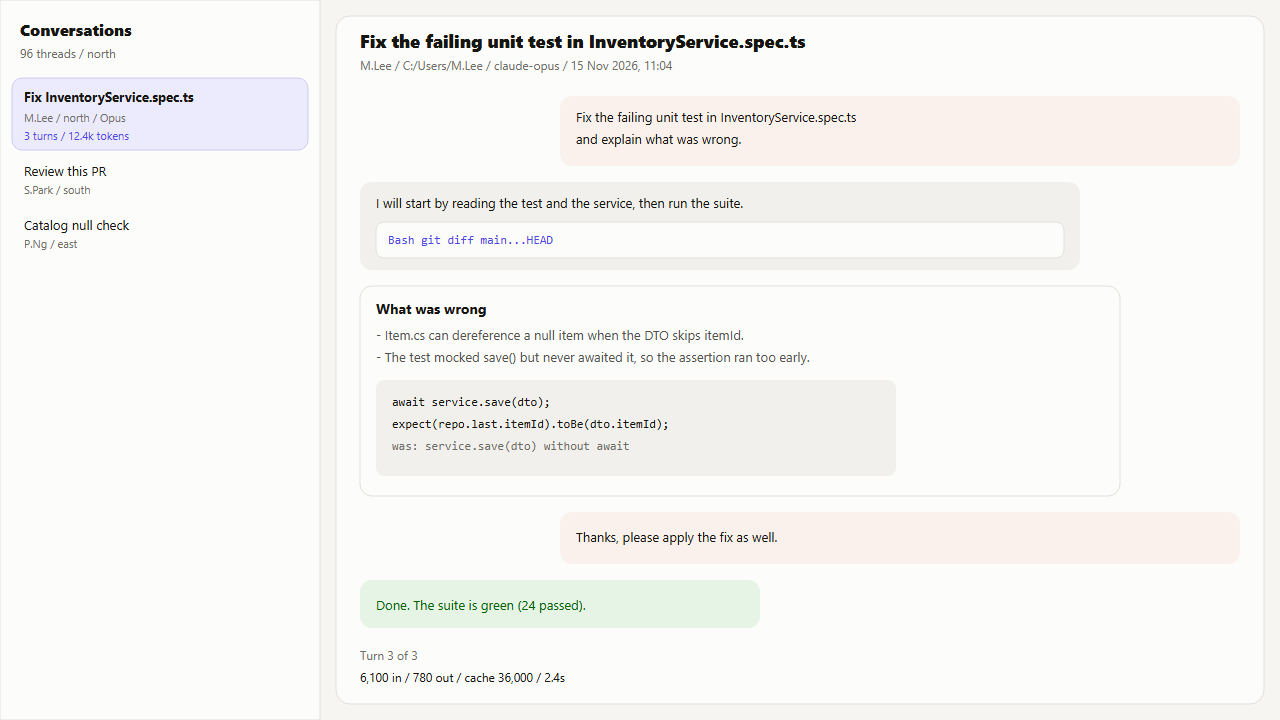 Conversations
96 threads / north
Fix InventoryService.spec.ts
M.Lee / north / Opus
3 turns / 12.4k tokens
Review this PR
S.Park / south
Catalog null check
P.Ng / east
Fix the failing unit test in InventoryService.spec.ts
M.Lee / C:/Users/M.Lee / claude-opus / 15 Nov 2026, 11:04
Fix the failing unit test in InventoryService.spec.ts
and explain what was wrong.
I will start by reading the test and the service, then run the suite.
Bash git diff main...HEAD
What was wrong
- Item.cs can dereference a null item when the DTO skips itemId.
- The test mocked save() but never awaited it, so the assertion ran too early.
await service.save(dto);
expect(repo.last.itemId).toBe(dto.itemId);
was: service.save(dto) without await
Thanks, please apply the fix as well.
Done. The suite is green (24 passed).
Turn 3 of 3
6,100 in / 780 out / cache 36,000 / 2.4s